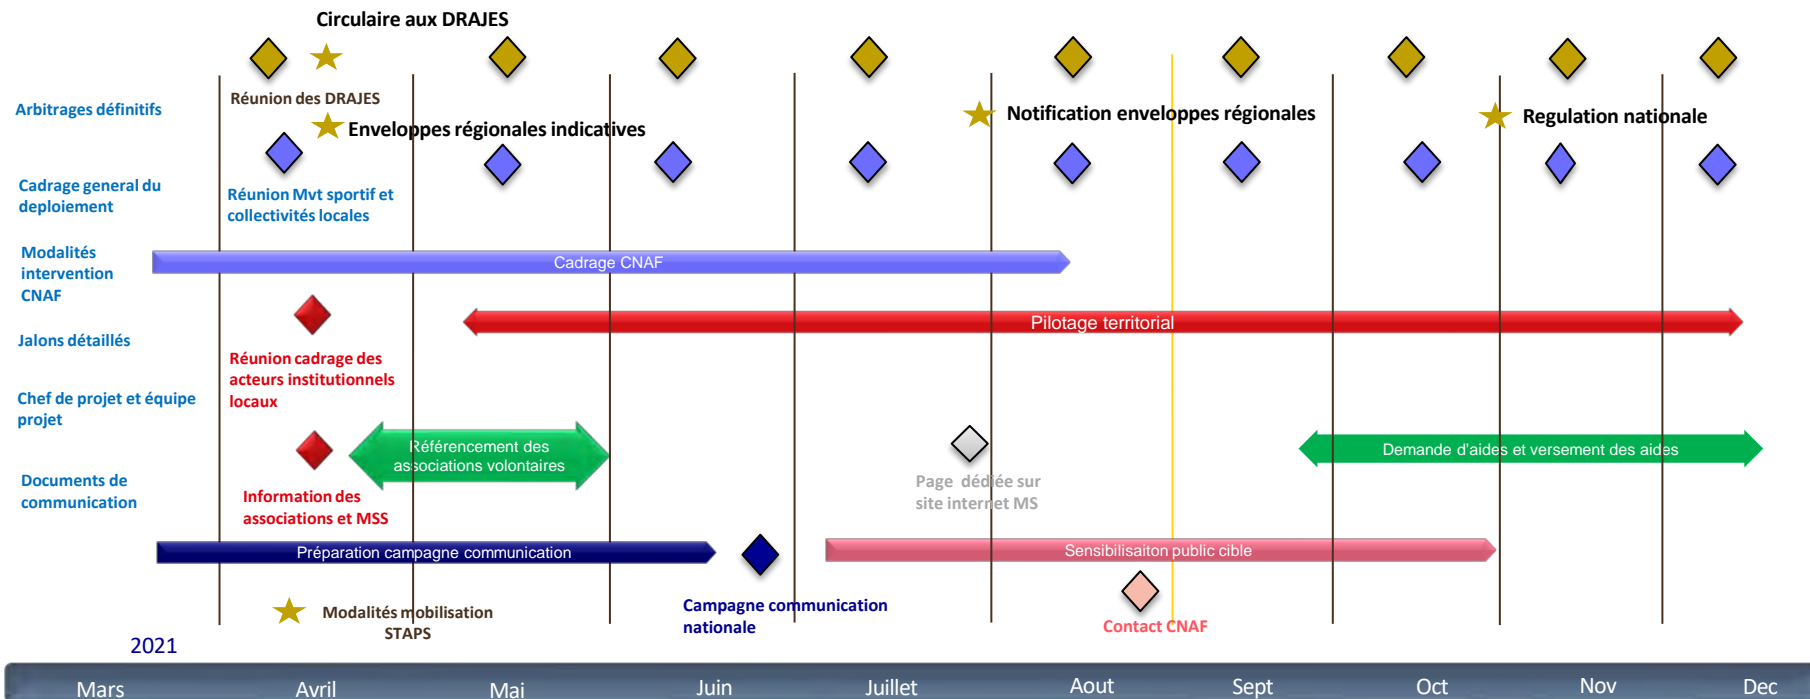 Circulaire aux DRAJES
Réunion des DRAJES
Arbitrages définitifs
Enveloppes régionales indicatives
Notification enveloppes régionales
Regulation nationale
Cadrage general du
deploiement
Réunion Mvt sportif et
collectivités locales
Modalités
intervention
CNAF
Cadrage CNAF
Jalons détaillés
Pilotage territorial
Réunion cadrage des
acteurs institutionnels
locaux
Chef de projet et équipe
projet
Référencement des
associations volontaires
Demande d'aides et versement des aides
Documents de
communication
Information des
associations et MSS
Page dédiée sur
site internet MS
Préparation campagne communication
Sensibilisaiton public cible
Modalités mobilisation
STAPS
Campagne communication
nationale
Contact CNAF
2021
Mars
Avril
Mai
Juin
Juillet
Aout
Sept
Oct
Nov
Dec